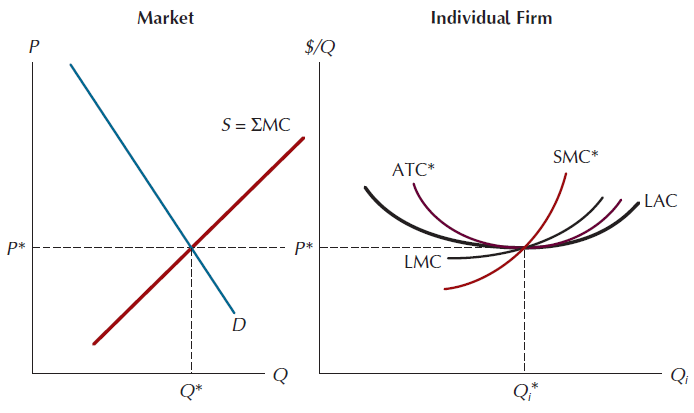 Market
P
S = ΣMC
P*
D
Q
Q*
Individual Firm
$/Q
ATC*
SMC*
LAC
P*
LMC
Qi
Qi*